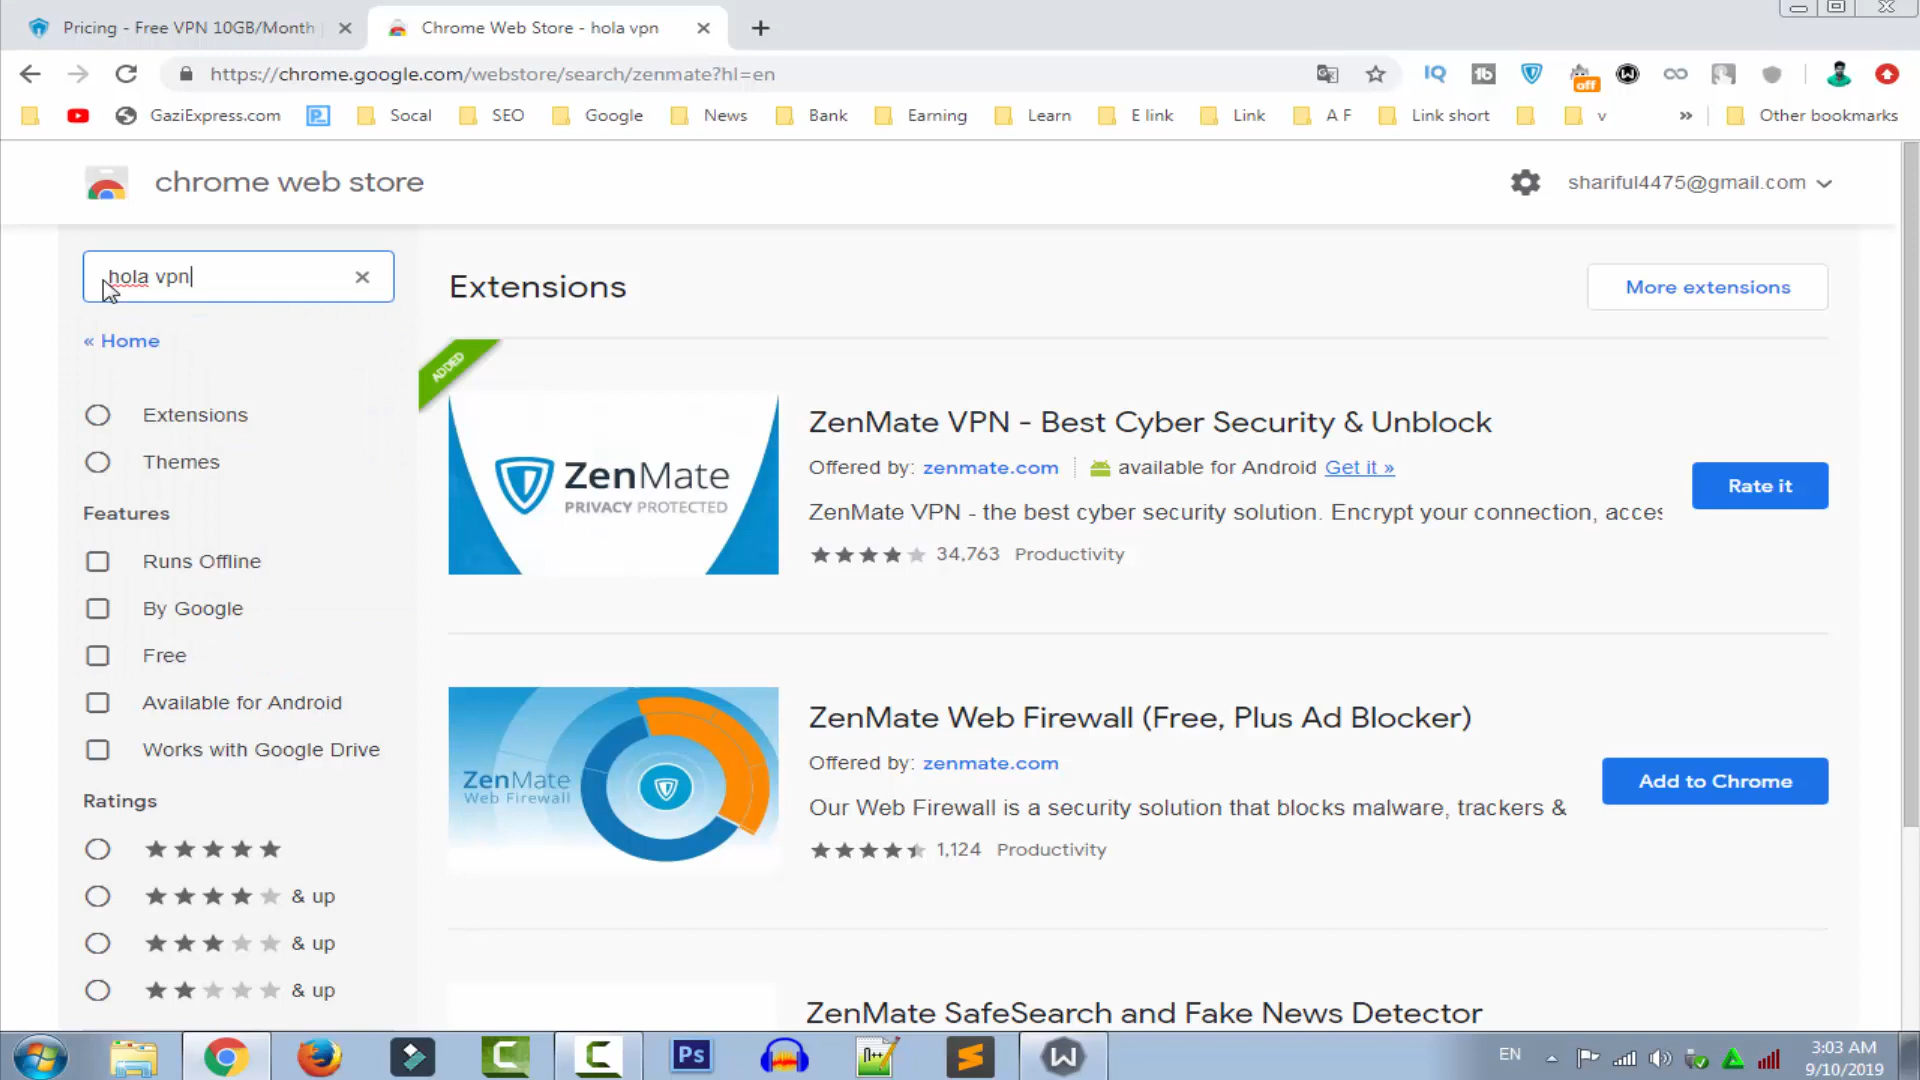 Pricing - Free VPN 10GB/Month
Chrome Web Store - hola vpn
https://chrome.google.com/webstore/search/zenmate?hl=en
IQ
off
GaziExpress.com
Socal
SEO
Google
News
Bank
Earning
Learn
E link
Link
A F
Link short
v
»
Other bookmarks
chrome web store
shariful4475@gmail.com
hola vpn
Extensions
More extensions
« Home
Extensions
Themes
Features
Runs Offline
By Google
Free
Available for Android
Works with Google Drive
Ratings
& up
& up
& up
ADDED
ZenMate
PRIVACY PROTECTED
ZenMate VPN - Best Cyber Security & Unblock
Offered by: zenmate.com
available for Android Get it »
ZenMate VPN - the best cyber security solution. Encrypt your connection, acces
34,763 Productivity
Rate it
ZenMate
Web Firewall
ZenMate Web Firewall (Free, Plus Ad Blocker)
Offered by: zenmate.com
Our Web Firewall is a security solution that blocks malware, trackers &
1,124 Productivity
Add to Chrome
ZenMate SafeSearch and Fake News Detector
Ps
n++
EN
3:03 AM
9/10/2019